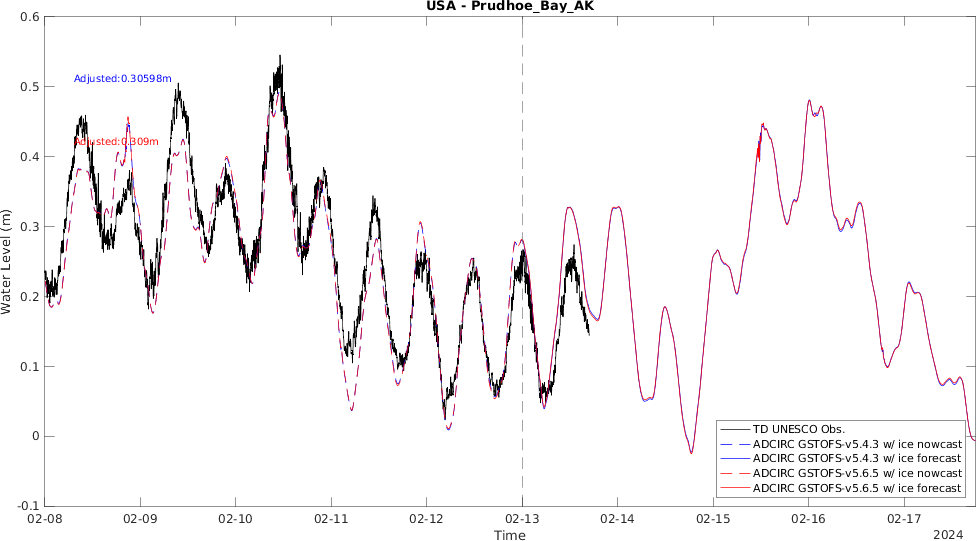 USA - Prudhoe_Bay_AK
0.6
0.5
0.4
0.3
0.2
0.1
0
-0.1
Water Level (m)
Adjusted:0.30598m
Adjusted:0.309m
TD UNESCO Obs.
ADCIRC GSTOFS-v5.4.3 w/ ice nowcast
ADCIRC GSTOFS-v5.4.3 w/ ice forecast
ADCIRC GSTOFS-v5.6.5 w/ ice nowcast
ADCIRC GSTOFS-v5.6.5 w/ ice forecast
02-08 02-09 02-10 02-11 02-12 02-13 02-14 02-15 02-16 02-17
Time
2024